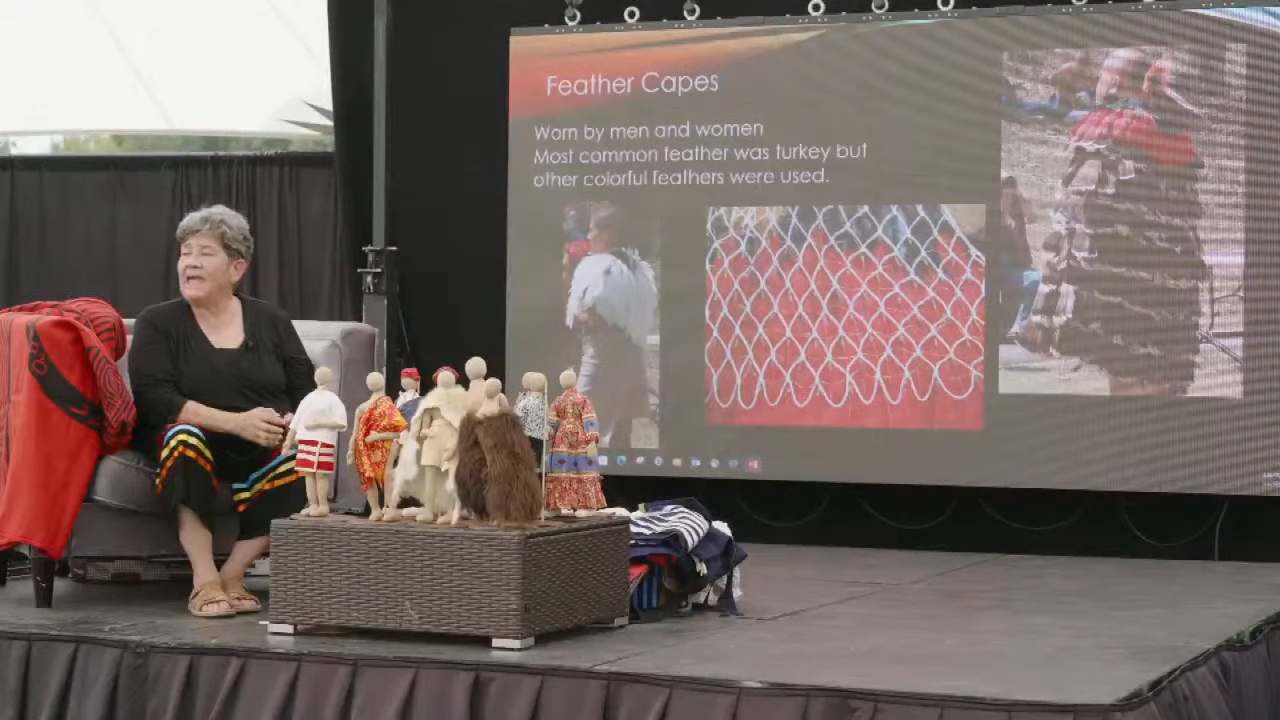 Feather Capes
Worn by men and women
Most common feather was turkey but
other colorful feathers were used.